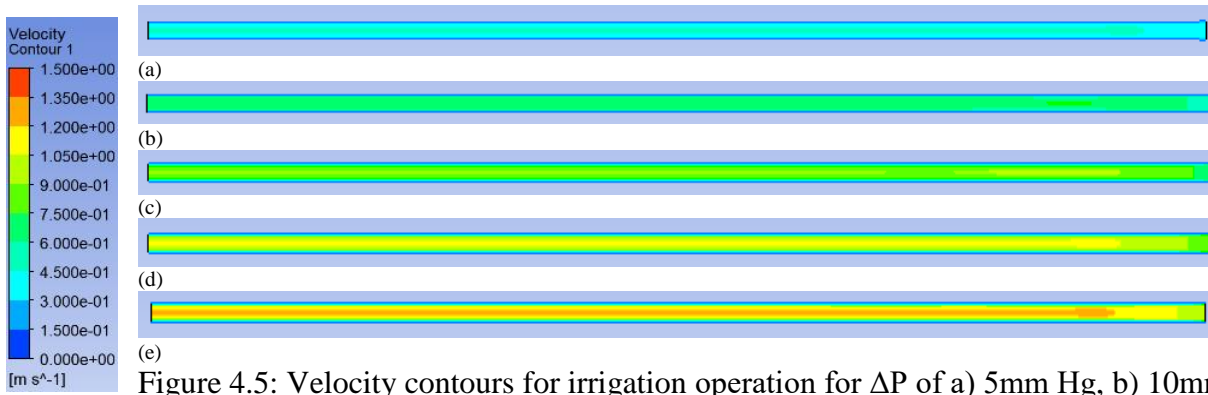 Velocity
Contour 1
1.500e+00
1.350e+00
1.200e+00
1.050e+00
9.000e-01
7.500e-01
6.000e-01
4.500e-01
3.000e-01
1.500e-01
0.000e+00
[m s^-1]
(a)
(b)
(c)
(d)
(e)
Figure 4.5: Velocity contours for irrigation operation for ΔP of a) 5mm Hg, b) 10mm